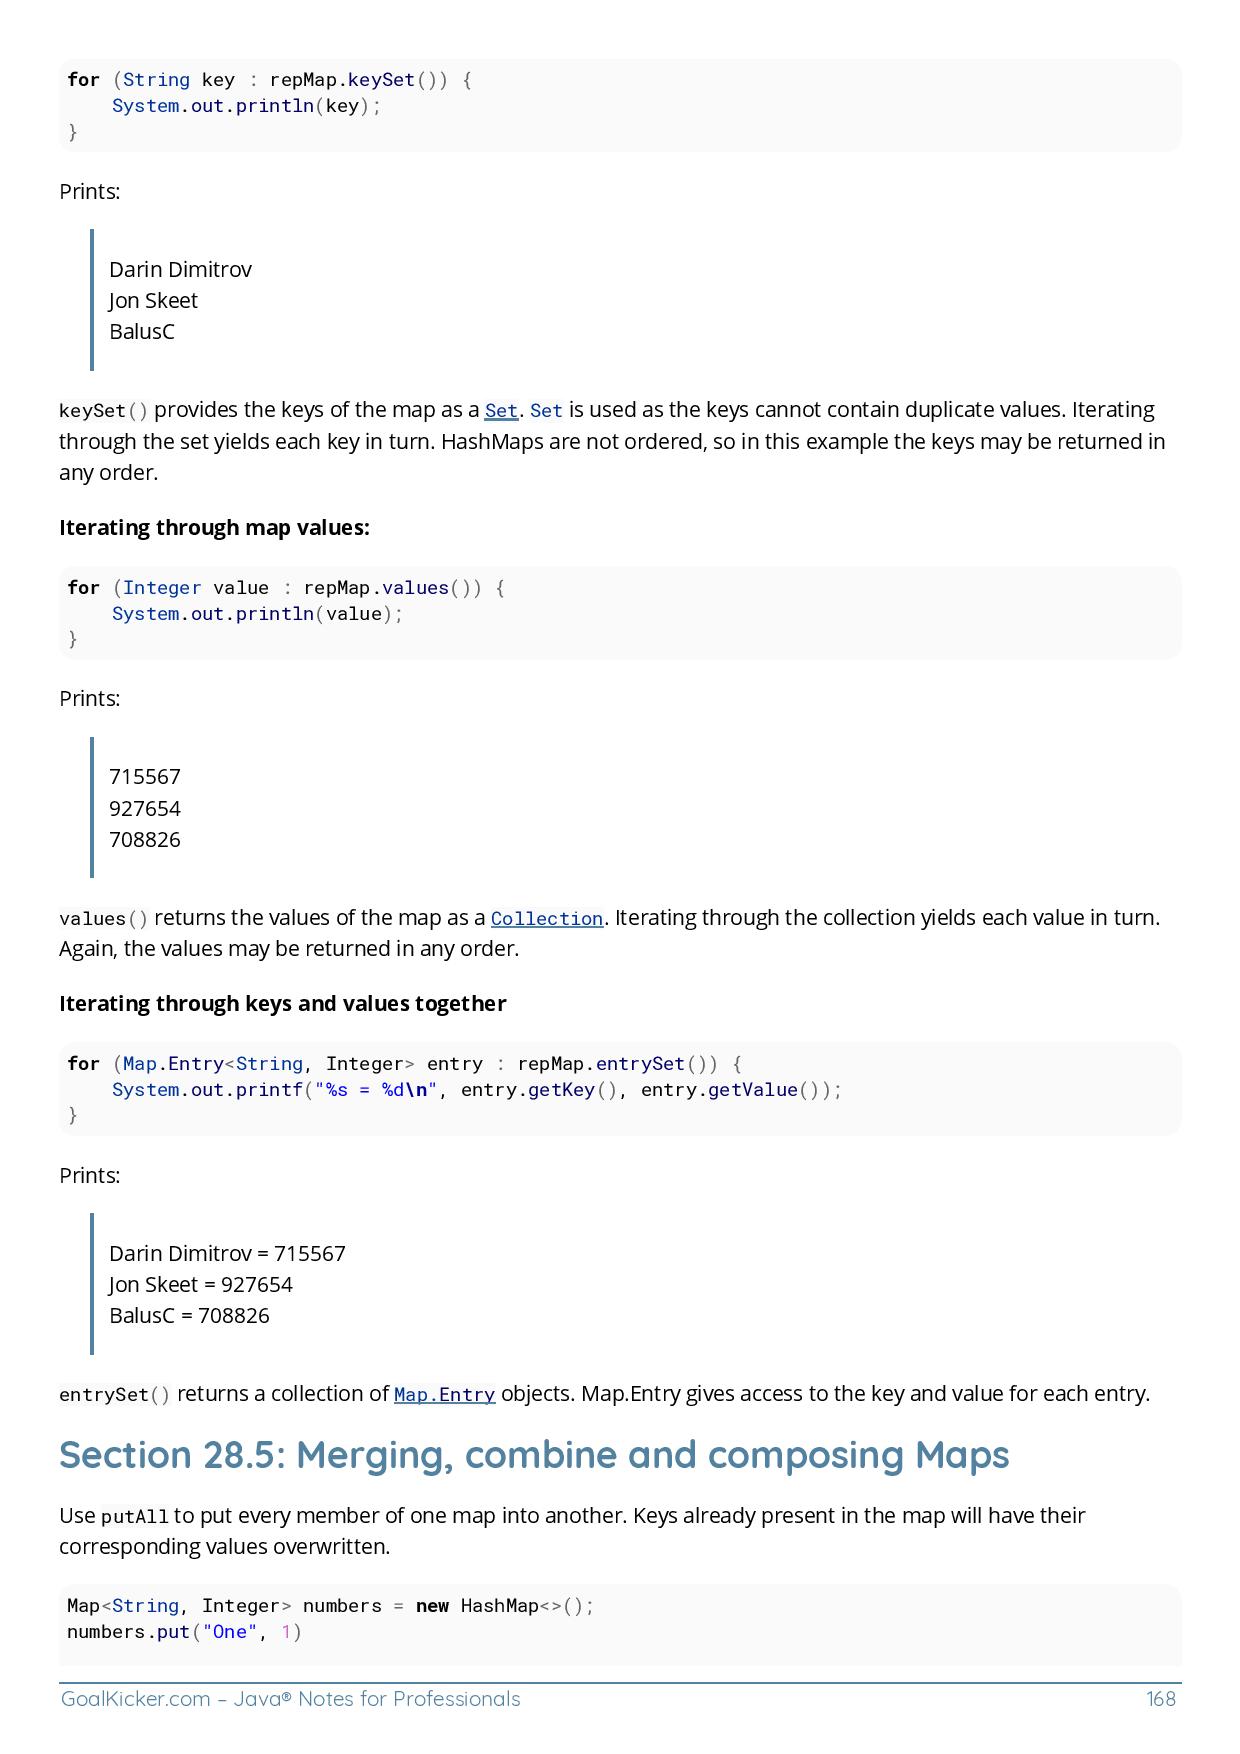 for (String key : repMap.keySet()) {
    System.out.println(key);
}
Prints:
Darin Dimitrov
Jon Skeet
BalusC
keySet() provides the keys of the map as a Set. Set is used as the keys cannot contain duplicate values. Iterating
through the set yields each key in turn. HashMaps are not ordered, so in this example the keys may be returned in
any order.
Iterating through map values:
for (Integer value : repMap.values()) {
    System.out.println(value);
}
Prints:
715567
927654
708826
values() returns the values of the map as a Collection. Iterating through the collection yields each value in turn.
Again, the values may be returned in any order.
Iterating through keys and values together
for (Map.Entry<String, Integer> entry : repMap.entrySet()) {
    System.out.printf("%s = %d\n", entry.getKey(), entry.getValue());
}
Prints:
Darin Dimitrov = 715567
Jon Skeet = 927654
BalusC = 708826
entrySet() returns a collection of Map.Entry objects. Map.Entry gives access to the key and value for each entry.
Section 28.5: Merging, combine and composing Maps
Use putAll to put every member of one map into another. Keys already present in the map will have their
corresponding values overwritten.
Map<String, Integer> numbers = new HashMap<>();
numbers.put("One", 1)
GoalKicker.com – Java® Notes for Professionals 168